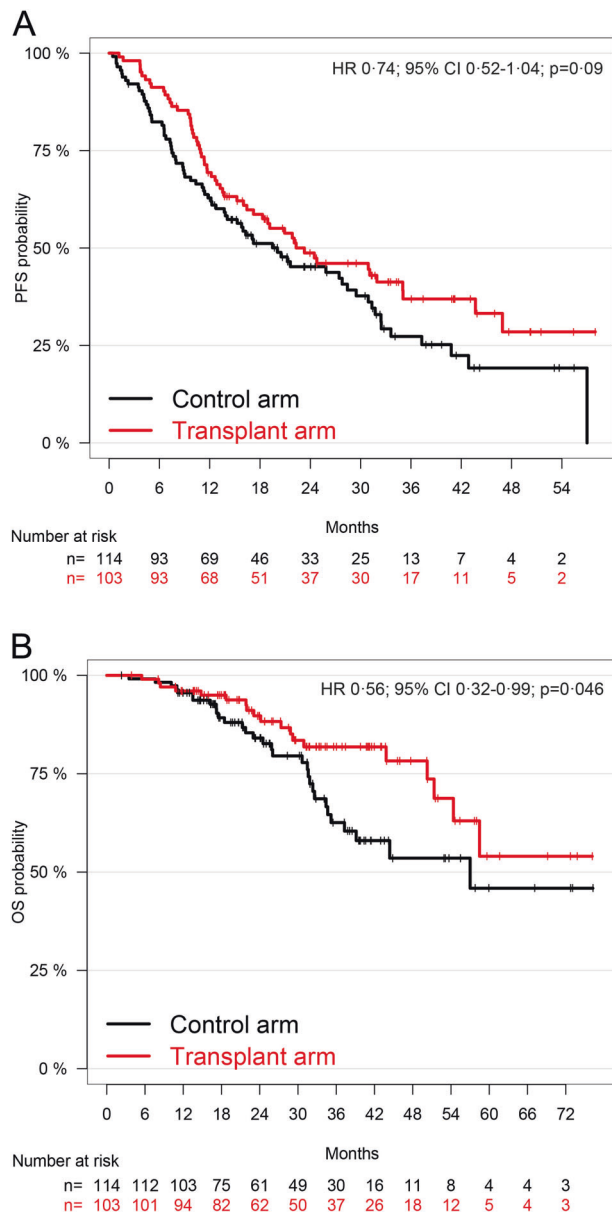 A
100 %
HR 0·74; 95% CI 0·52-1·04; p=0·09
75 %
50 %
25 %
0 %
PFS probability
Control arm
Transplant arm
0 6 12 18 24 30 36 42 48 54
Months
Number at risk
n= 114 93 69 46 33 25 13 7 4 2
n= 103 93 68 51 37 30 17 11 5 2
B
100 %
HR 0·56; 95% CI 0·32-0·99; p=0·046
75 %
50 %
25 %
0 %
OS probability
Control arm
Transplant arm
0 6 12 18 24 30 36 42 48 54 60 66 72
Months
Number at risk
n= 114 112 103 75 61 49 30 16 11 8 4 4 3
n= 103 101 94 82 62 50 37 26 18 12 5 4 3